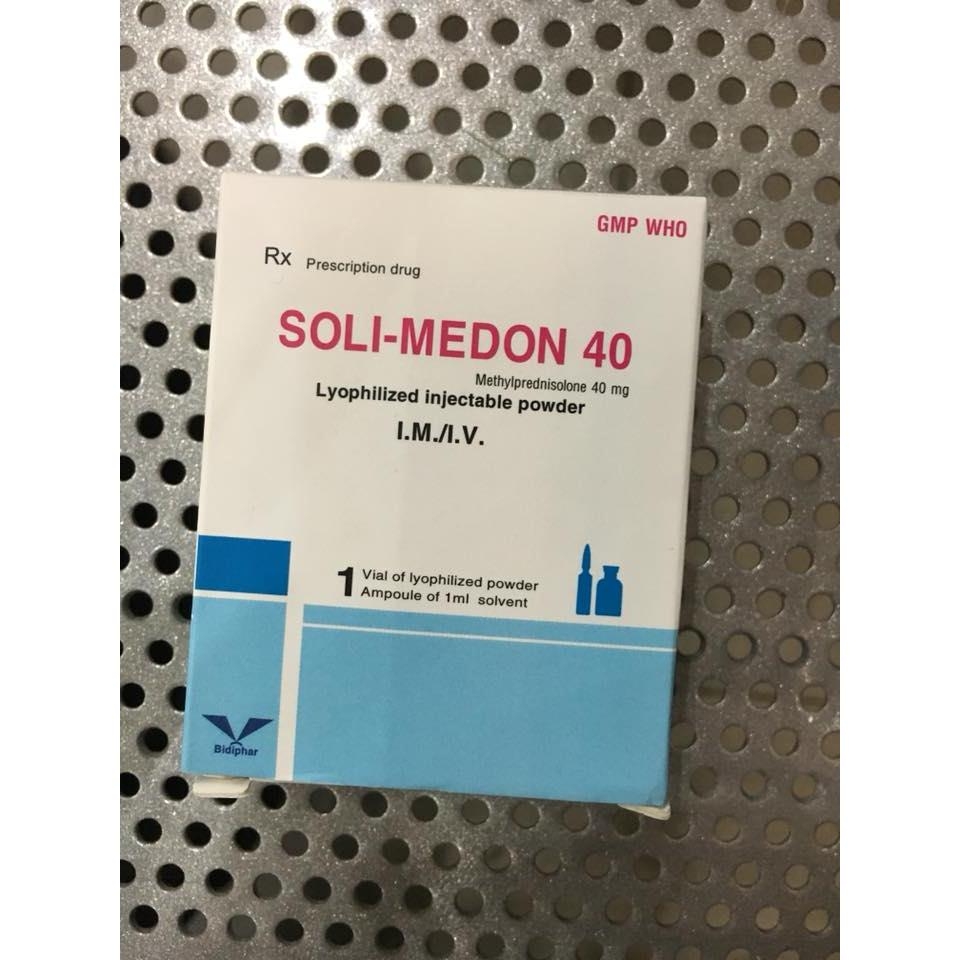 GMP WHO
Rx Prescription drug
SOLI-MEDON 40
Methylprednisolone 40 mg
Lyophilized injectable powder
I.M./I.V.
1 Vial of lyophilized powder
Ampoule of 1ml solvent
Bidiphar